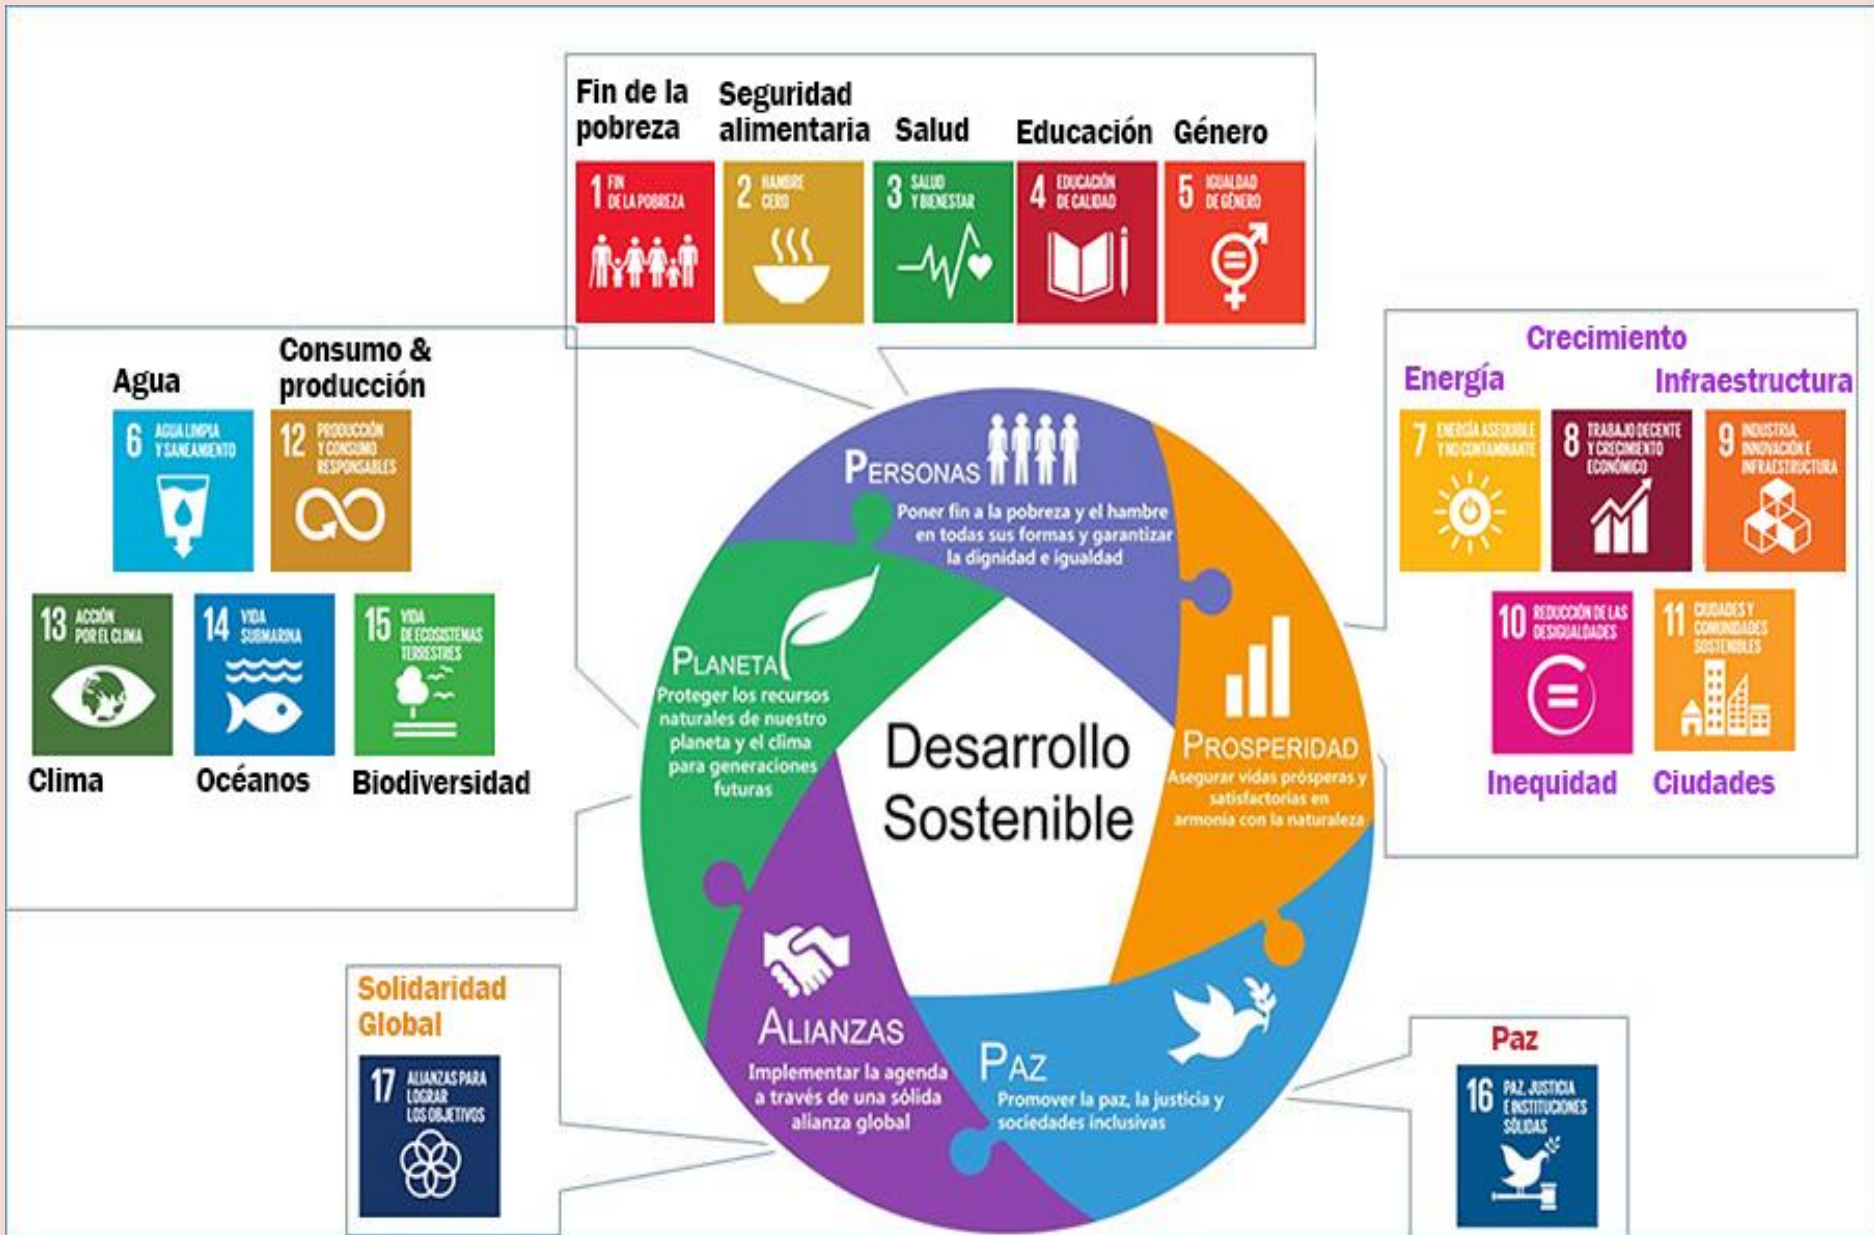 Fin de la
pobreza
Seguridad
alimentaria
Salud
Educación
Género
1 FIN
DE LA POBREZA
2 HAMBRE
CERO
3 SALUD
Y BIENESTAR
4 EDUCACIÓN
DE CALIDAD
5 IGUALDAD
DE GÉNERO
Agua
Consumo &
producción
6 AGUA LIMPIA
Y SANEAMIENTO
12 PRODUCCIÓN
Y CONSUMO
RESPONSABLES
13 ACCIÓN
POR EL CLIMA
14 VIDA
SUBMARINA
15 VIDA
DE ECOSISTEMAS
TERRESTRES
Clima
Océanos
Biodiversidad
Crecimiento
Energía
Infraestructura
7 ENERGÍA ASEQUIBLE
Y NO CONTAMINANTE
8 TRABAJO DECENTE
Y CRECIMIENTO
ECONÓMICO
9 INDUSTRIA,
INNOVACIÓN E
INFRAESTRUCTURA
10 REDUCCIÓN DE LAS
DESIGUALDADES
11 CIUDADES Y
COMUNIDADES
SOSTENIBLES
Inequidad
Ciudades
PERSONAS
Poner fin a la pobreza y el hambre
en todas sus formas y garantizar
la dignidad e igualdad
PLANETA
Proteger los recursos
naturales de nuestro
planeta y el clima
para generaciones
futuras
Desarrollo
Sostenible
PROSPERIDAD
Asegurar vidas prósperas y
satisfactorias en
armonía con la naturaleza
ALIANZAS
Implementar la agenda
a través de una sólida
alianza global
PAZ
Promover la paz, la justicia y
sociedades inclusivas
Solidaridad
Global
17 ALIANZAS PARA
LOGRAR
LOS OBJETIVOS
Paz
16 PAZ, JUSTICIA
E INSTITUCIONES
SÓLIDAS